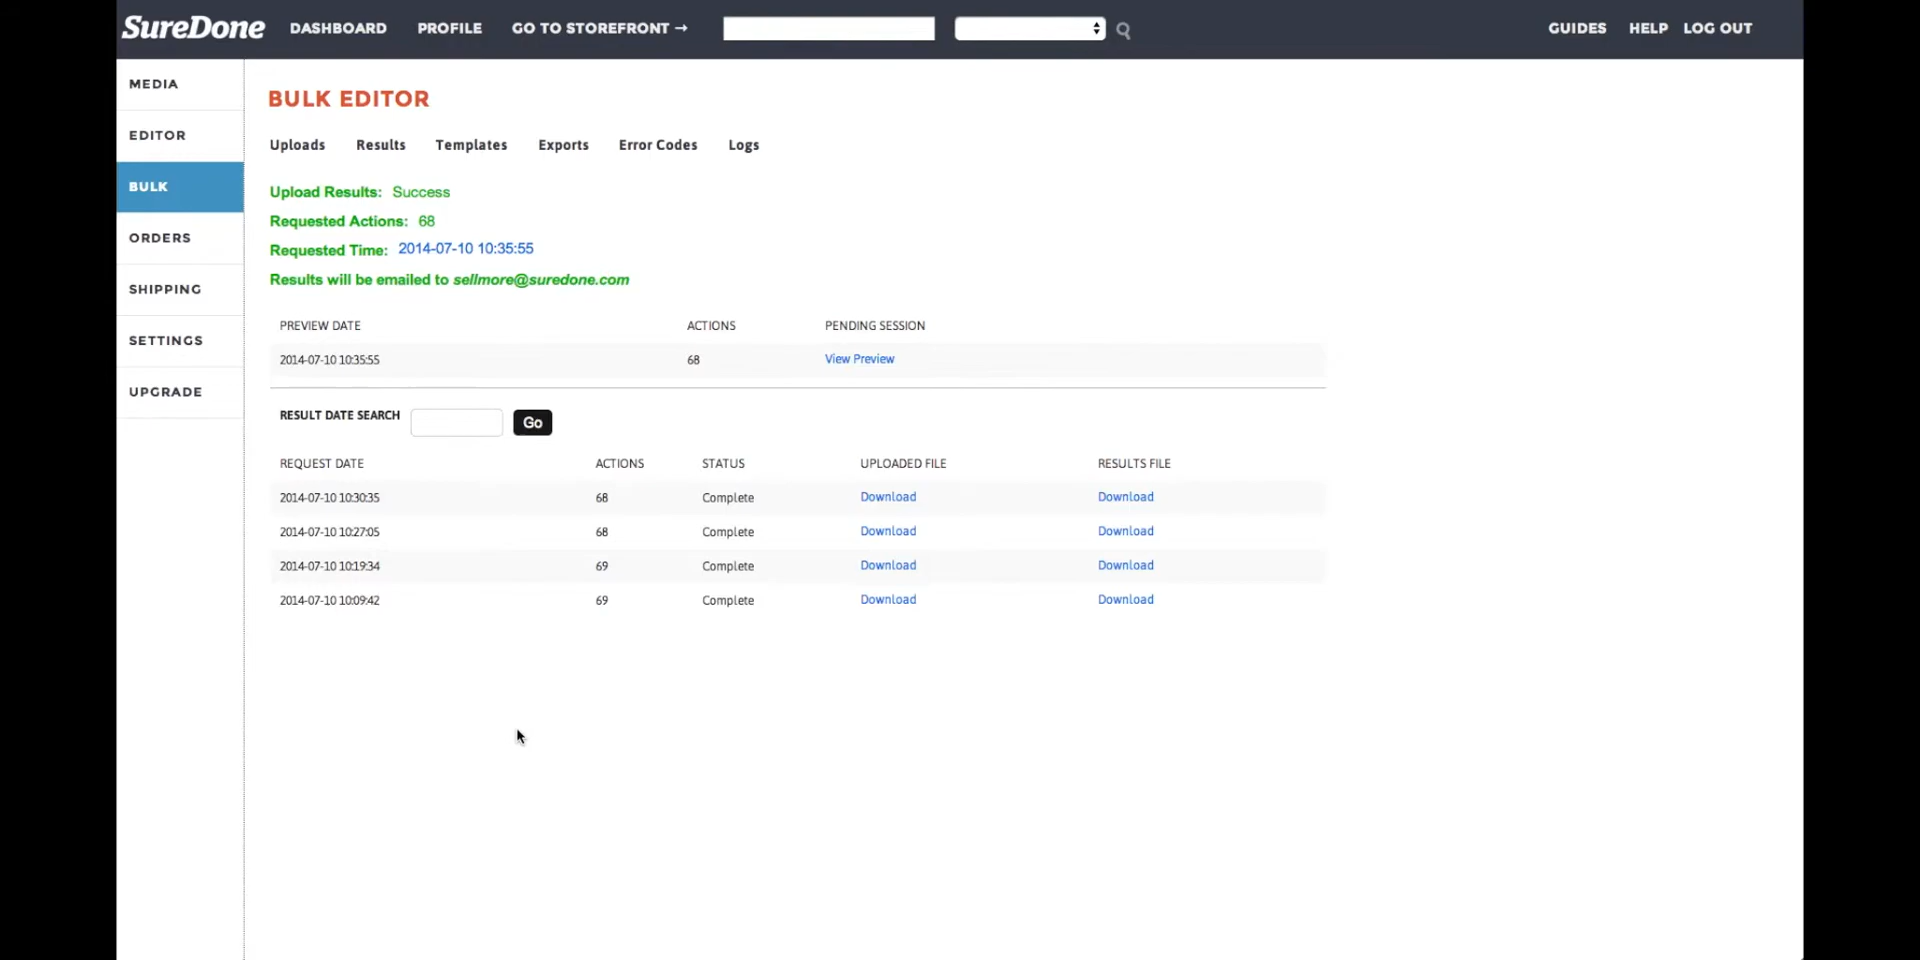 SureDone DASHBOARD PROFILE GO TO STOREFRONT → GUIDES HELP LOG OUT
MEDIA
EDITOR
BULK
ORDERS
SHIPPING
SETTINGS
UPGRADE
BULK EDITOR
Uploads Results Templates Exports Error Codes Logs
Upload Results: Success
Requested Actions: 68
Requested Time: 2014-07-10 10:35:55
Results will be emailed to sellmore@suredone.com
PREVIEW DATE ACTIONS PENDING SESSION
2014-07-10 10:35:55 68 View Preview
RESULT DATE SEARCH Go
REQUEST DATE ACTIONS STATUS UPLOADED FILE RESULTS FILE
2014-07-10 10:30:35 68 Complete Download Download
2014-07-10 10:27:05 68 Complete Download Download
2014-07-10 10:19:34 69 Complete Download Download
2014-07-10 10:09:42 69 Complete Download Download